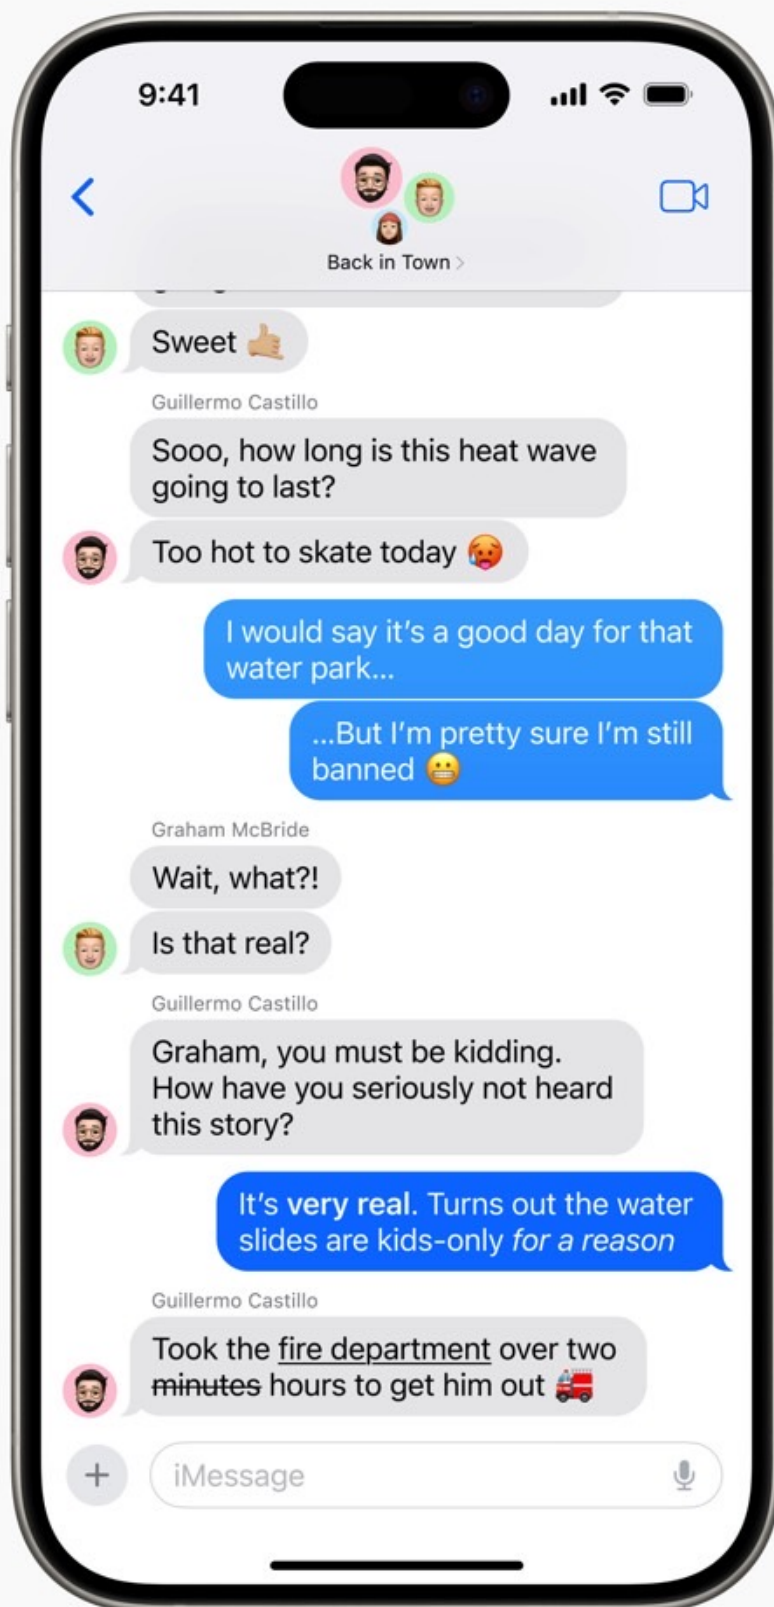 9:41
Back in Town
Sweet 🤙🏼
Guillermo Castillo
Sooo, how long is this heat wave
going to last?
Too hot to skate today 🥵
I would say it’s a good day for that
water park...
...But I’m pretty sure I’m still
banned 😬
Graham McBride
Wait, what?!
Is that real?
Guillermo Castillo
Graham, you must be kidding.
How have you seriously not heard
this story?
It’s very real. Turns out the water
slides are kids-only for a reason
Guillermo Castillo
Took the fire department over two
minutes hours to get him out 🚒
iMessage